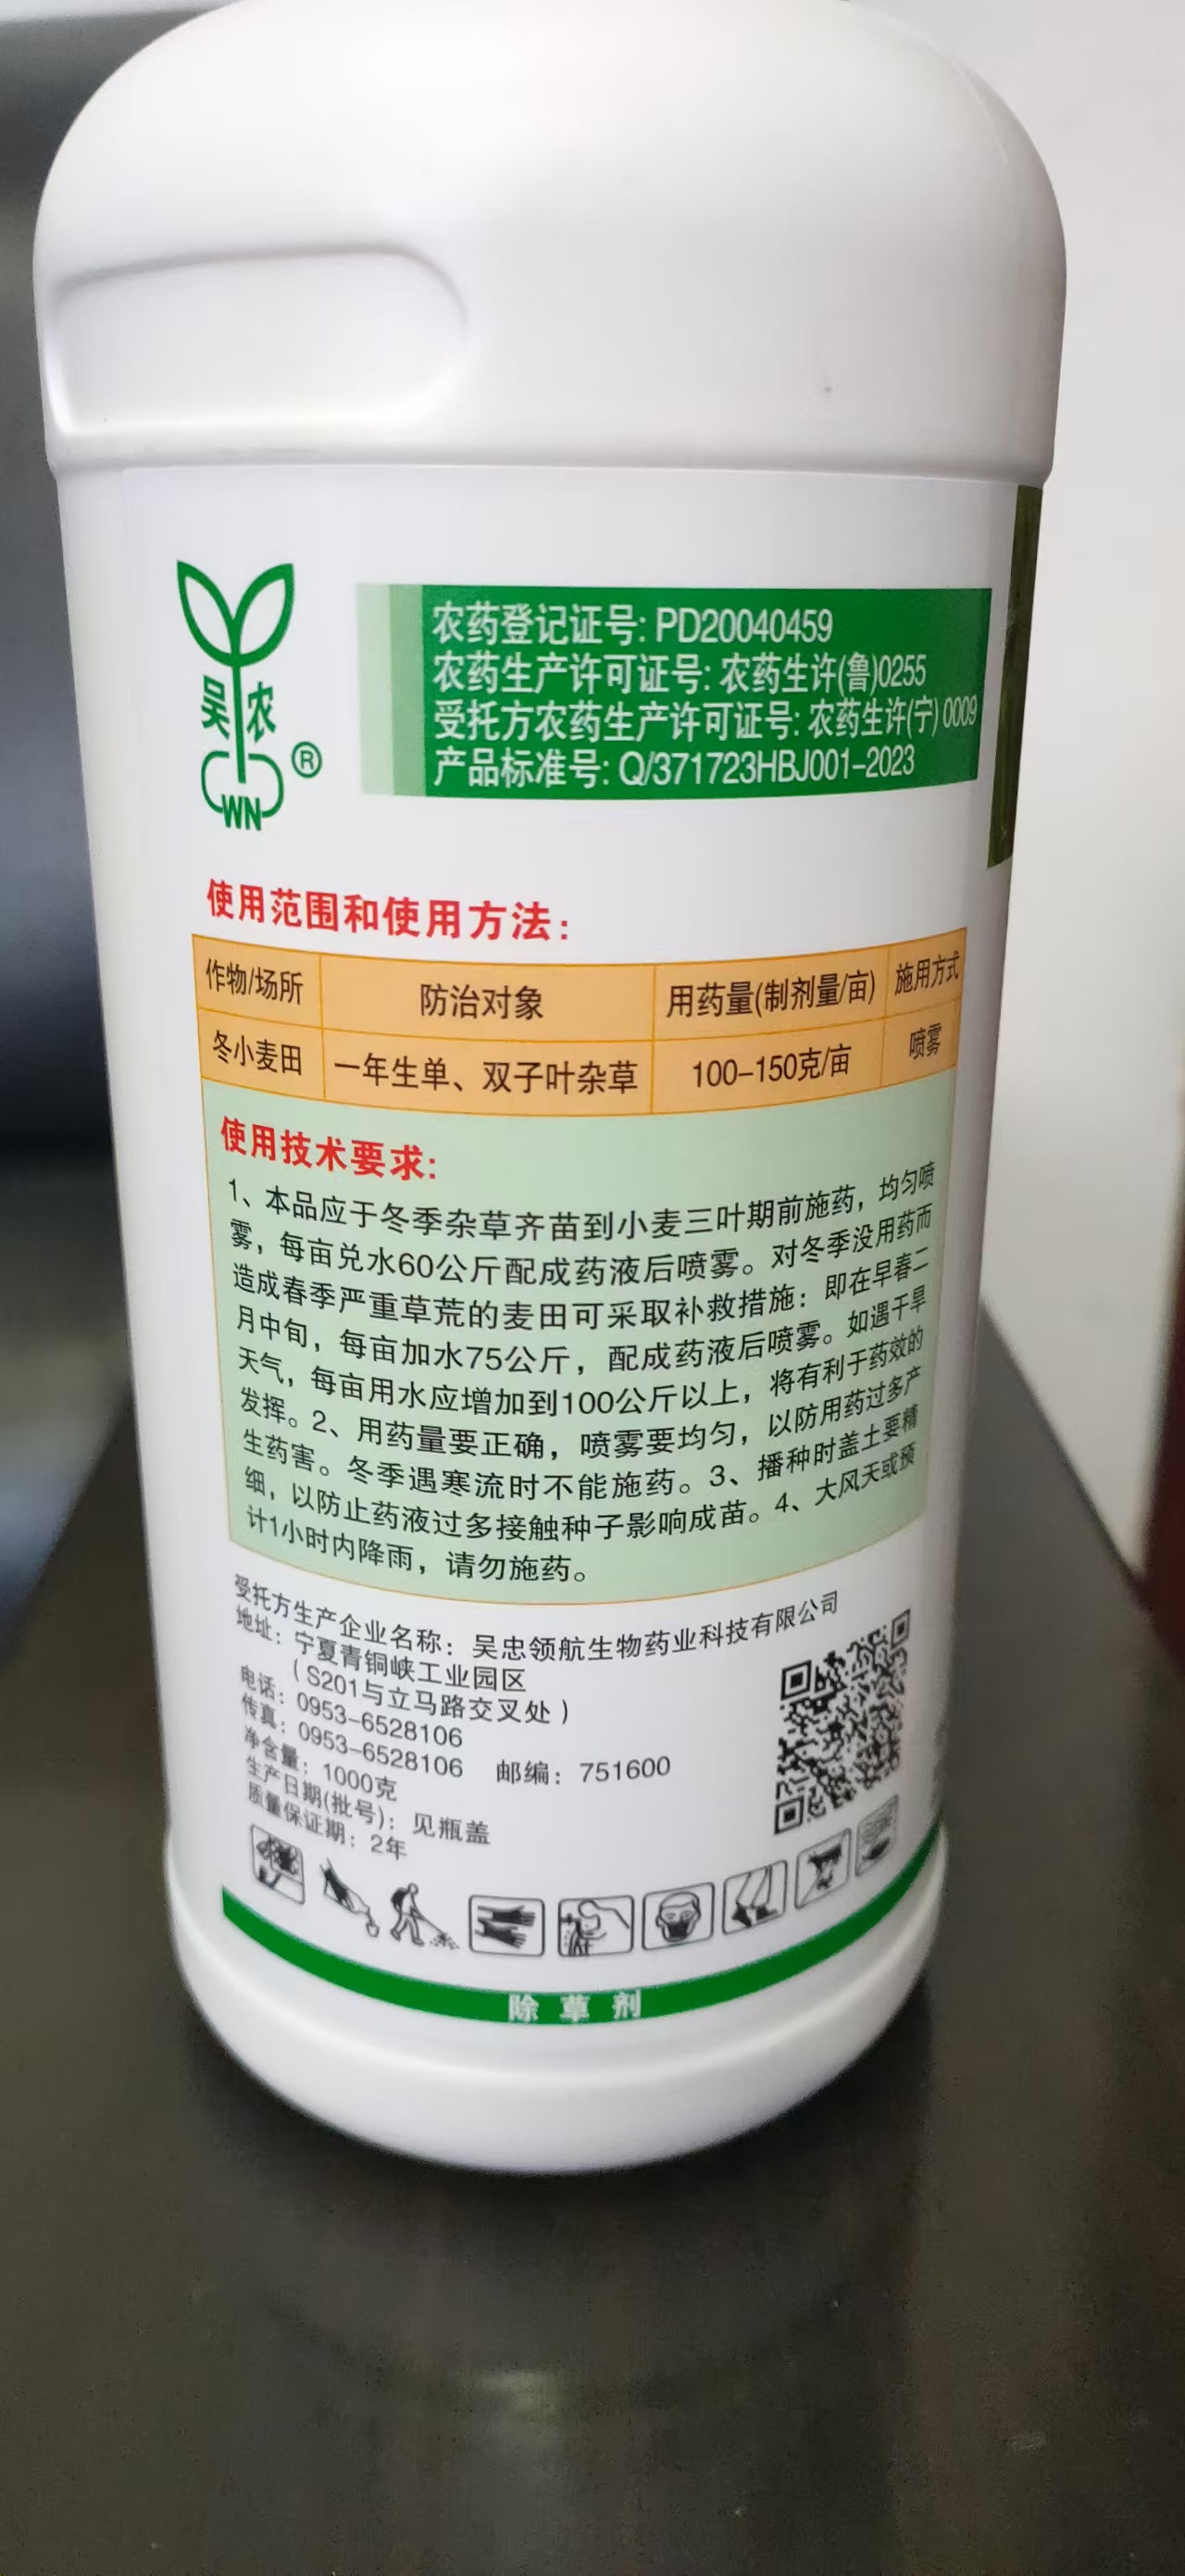 吴农
WN
®
农药登记证号: PD20040459
农药生产许可证号: 农药生许(鲁)0255
受托方农药生产许可证号: 农药生许(宁) 0009
产品标准号: Q/371723HBJ001-2023
使用范围和使用方法:
作物/场所 防治对象 用药量(制剂量/亩) 施用方式
冬小麦田 一年生单、双子叶杂草 100-150克/亩 喷雾
使用技术要求:
1、本品应于冬季杂草齐苗到小麦三叶期前施药，均匀喷
雾，每亩兑水60公斤配成药液后喷雾。对冬季没用药而
造成春季严重草荒的麦田可采取补救措施：即在早春二
月中旬，每亩加水75公斤，配成药液后喷雾。如遇干旱
天气，每亩用水应增加到100公斤以上，将有利于药效的
发挥。2、用药量要正确，喷雾要均匀，以防用药过多产
生药害。冬季遇寒流时不能施药。3、播种时盖土要精
细，以防止药液过多接触种子影响成苗。4、大风天或预
计1小时内降雨，请勿施药。
受托方生产企业名称：吴忠领航生物药业科技有限公司
地址：宁夏青铜峡工业园区
(S201与立马路交叉处)
电话：0953-6528106
传真：0953-6528106 邮编：751600
净含量：1000克
生产日期(批号)：见瓶盖
质量保证期：2年
除草剂